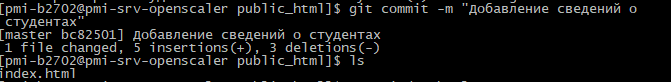 [pmi-b2702@pmi-srv-openscaler public_html]$ git commit -m "Добавление сведений о
студентах"
[master bc82501] Добавление сведений о студентах
1 file changed, 5 insertions(+), 3 deletions(-)
[pmi-b2702@pmi-srv-openscaler public_html]$ ls
index.html